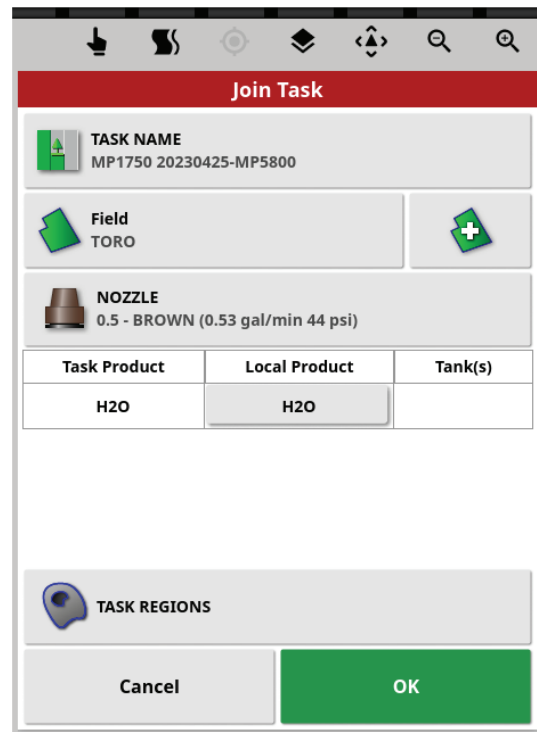 Join Task
TASK NAME
MP1750 20230425-MP5800
Field
TORO
NOZZLE
0.5 - BROWN (0.53 gal/min 44 psi)
Task Product Local Product Tank(s)
H2O H2O
TASK REGIONS
Cancel OK